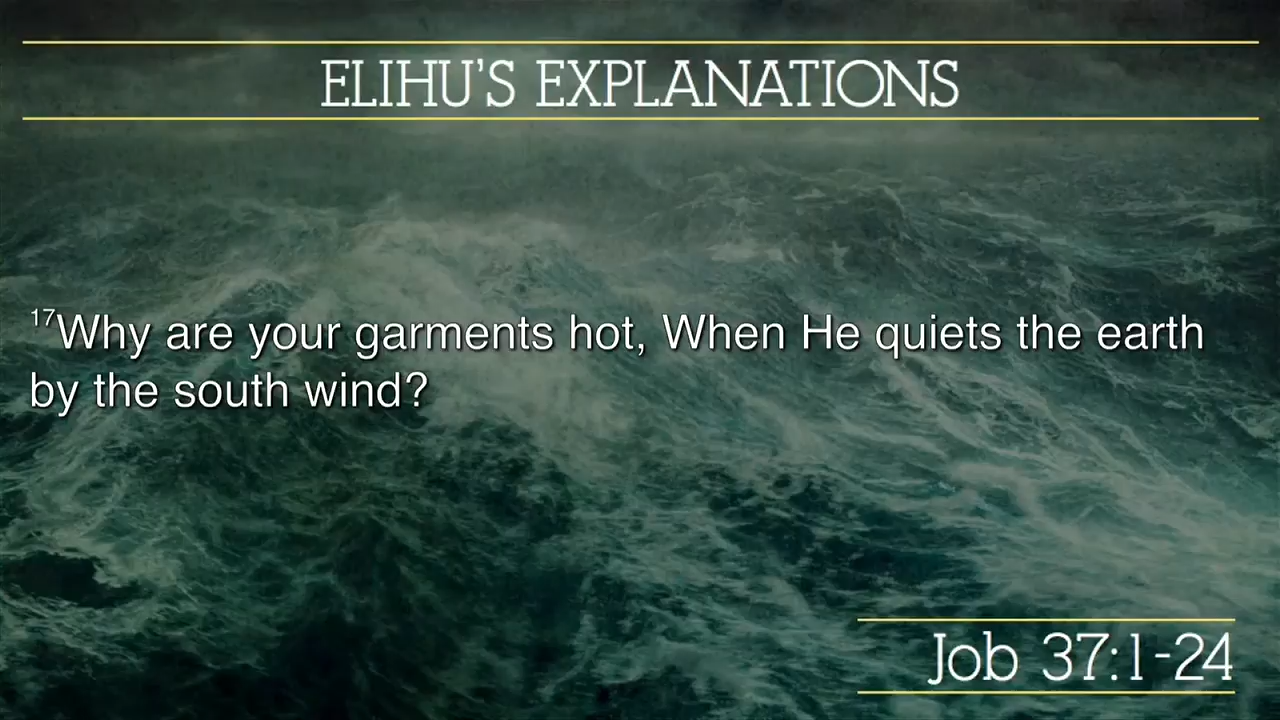 ELIHU'S EXPLANATIONS
17Why are your garments hot, When He quiets the earth
by the south wind?
Job 37:1-24